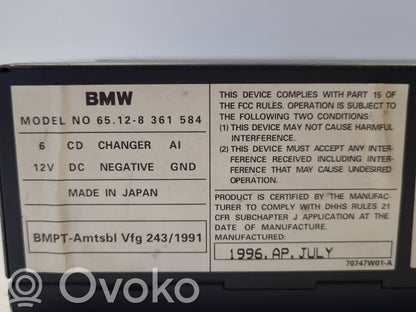 BMW
MODEL NO 65.12-8 361 584
6 CD CHANGER AI
12V DC NEGATIVE GND
MADE IN JAPAN
BMPT-Amtsbl Vfg 243/1991
THIS DEVICE COMPLIES WITH PART 15 OF
THE FCC RULES. OPERATION IS SUBJECT TO
THE FOLLOWING TWO CONDITIONS:
(1) THIS DEVICE MAY NOT CAUSE HARMFUL
INTERFERENCE.
(2) THIS DEVICE MUST ACCEPT ANY INTER-
FERENCE RECEIVED INCLUDING INTERFER-
ENCE THAT MAY CAUSE UNDESIRED
OPERATION.
PRODUCT IS CERTIFIED BY THE MANUFAC-
TURER TO COMPLY WITH DHHS RULES 21
CFR SUBCHAPTER J APPLICATION AT THE
DATE OF MANUFACTURE.
MANUFACTURED:
1996. AP. JULY
70747W01-A
Ovoko